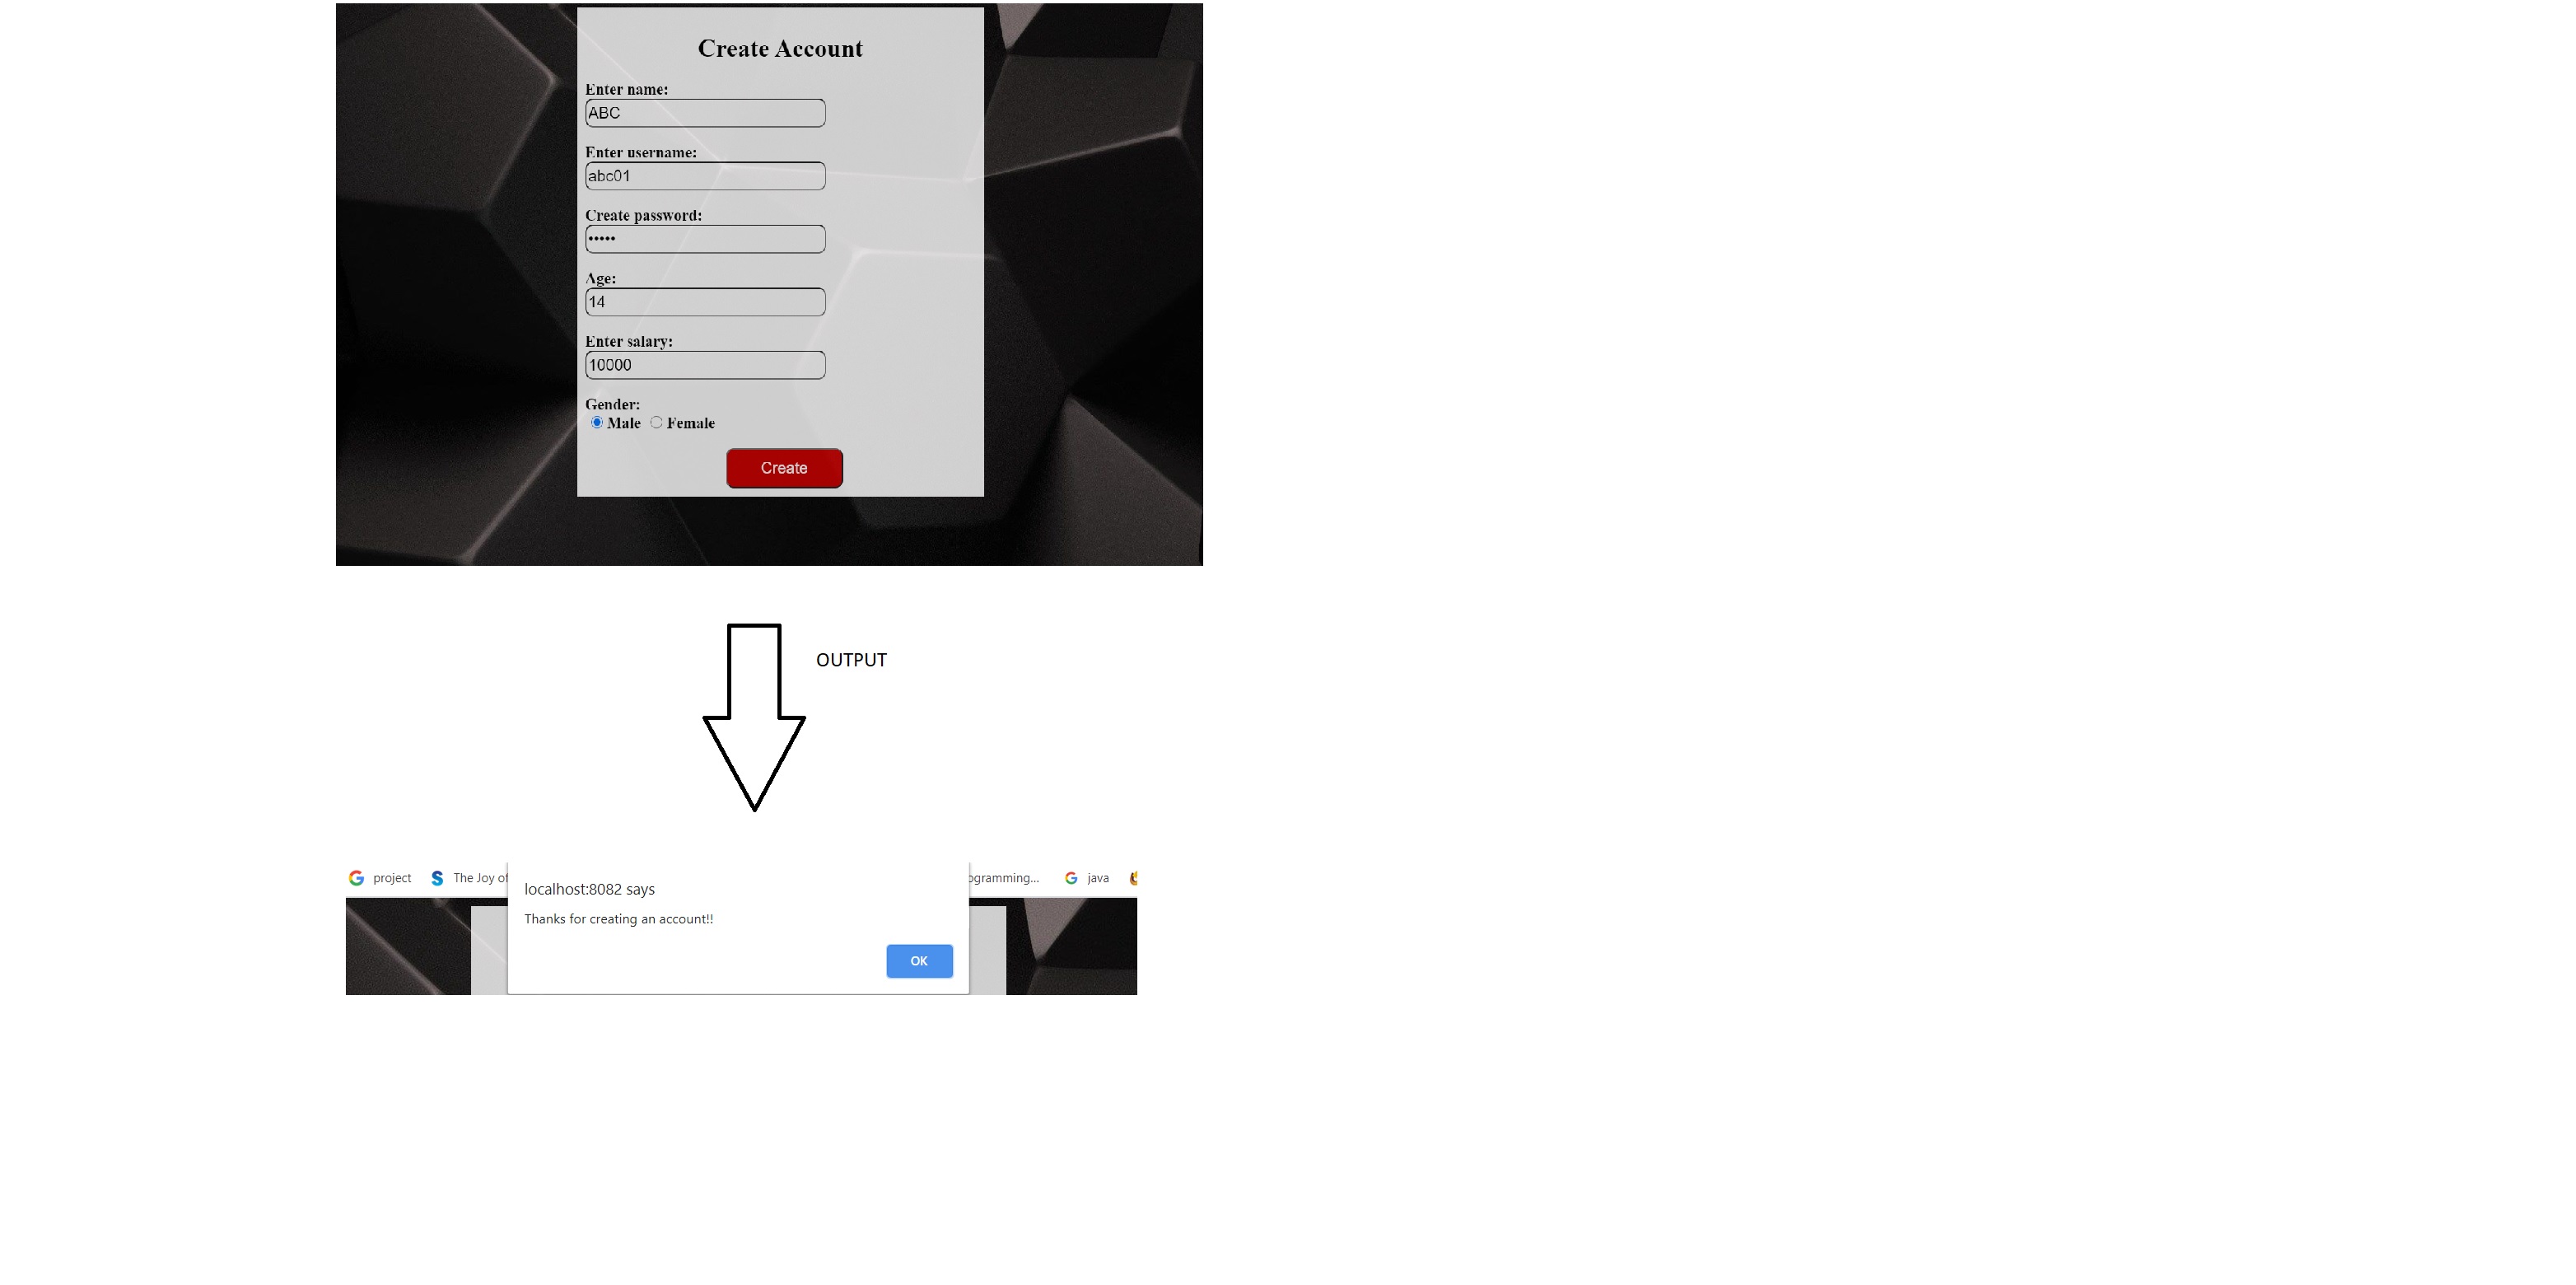 Create Account
Enter name:
ABC
Enter username:
abc01
Create password:
•••••
Age:
14
Enter salary:
10000
Gender:
Male Female
Create
OUTPUT
project The Joy of ogramming... java
localhost:8082 says
Thanks for creating an account!!
OK